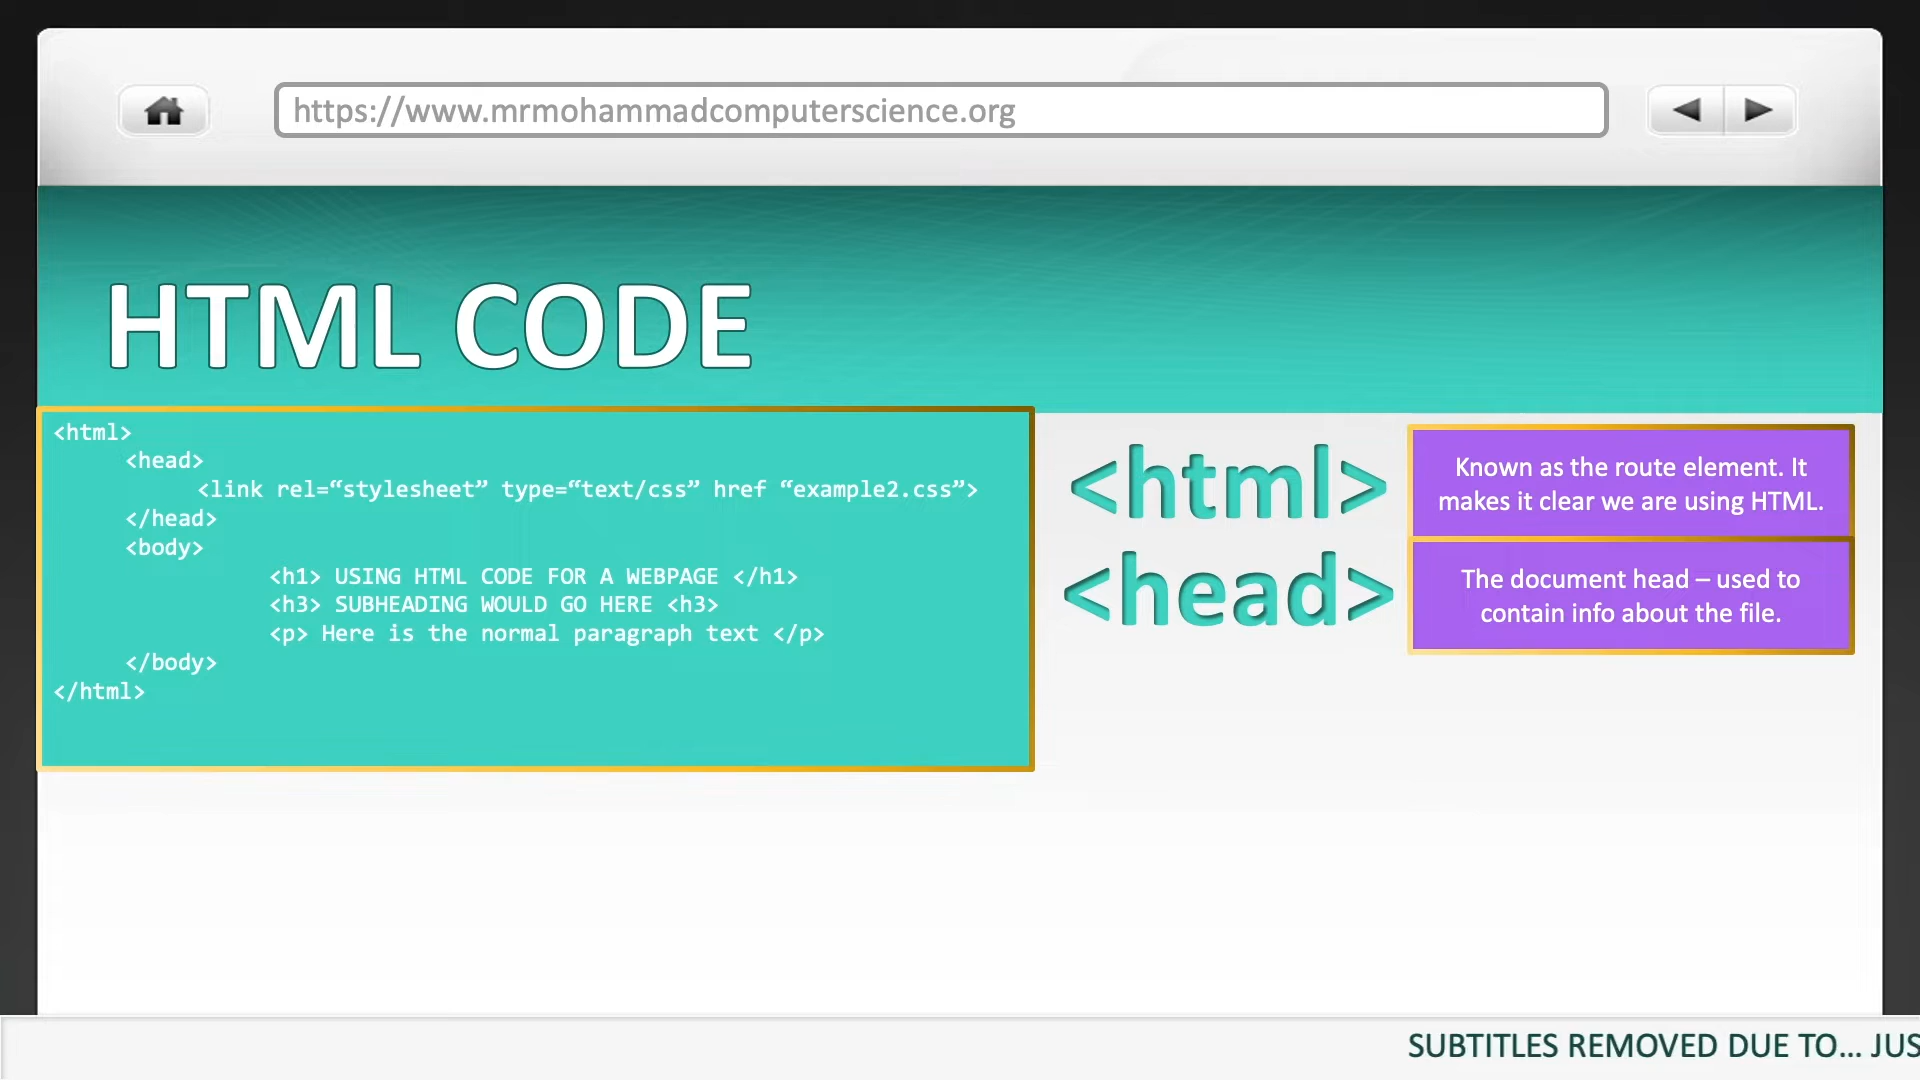 https://www.mrmohammadcomputerscience.org
HTML CODE
<html>
<head>
<link rel=“stylesheet” type=“text/css” href “example2.css”>
</head>
<body>
<h1> USING HTML CODE FOR A WEBPAGE </h1>
<h3> SUBHEADING WOULD GO HERE <h3>
<p> Here is the normal paragraph text </p>
</body>
</html>
<html>
Known as the route element. It
makes it clear we are using HTML.
<head>
The document head – used to
contain info about the file.
SUBTITLES REMOVED DUE TO... JUS